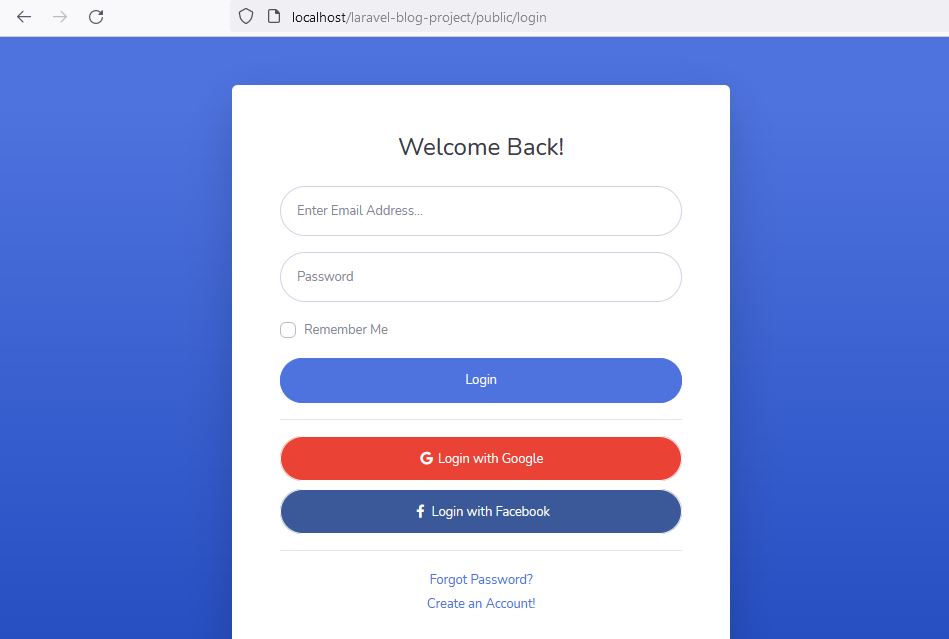 localhost/laravel-blog-project/public/login
Welcome Back!
Enter Email Address...
Password
Remember Me
Login
G Login with Google
f Login with Facebook
Forgot Password?
Create an Account!